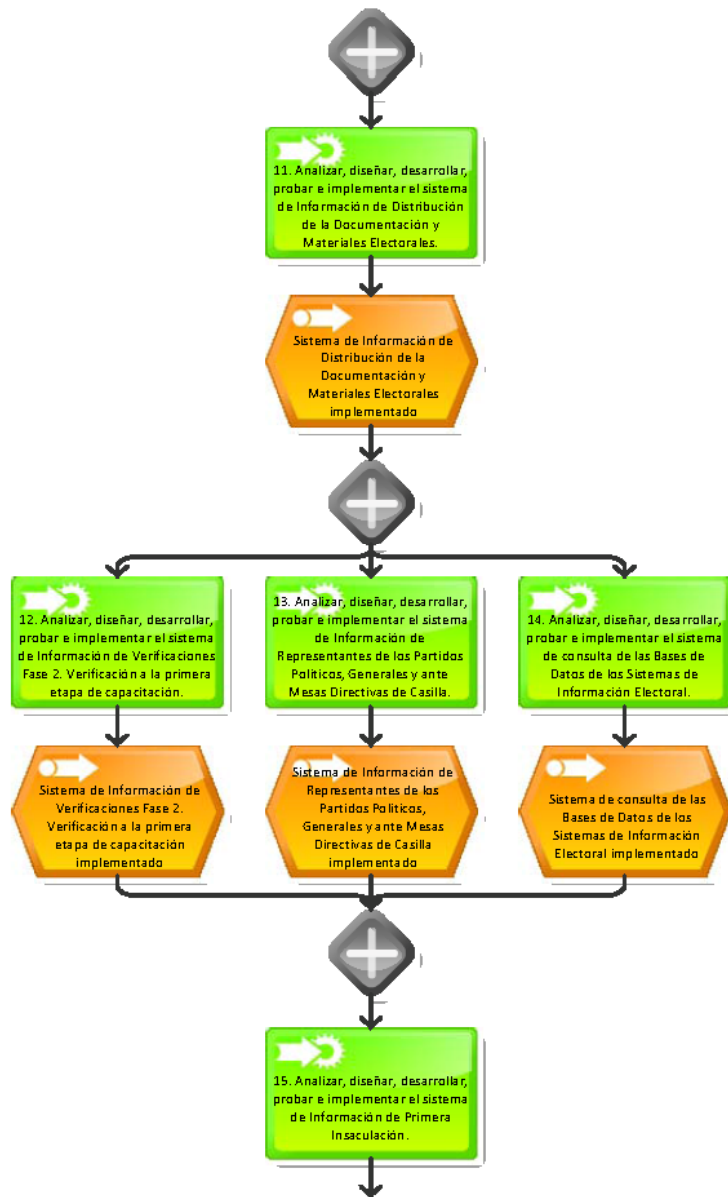 11. Analizar, diseñar, desarrollar,
probar e implementar el sistema
de Información de Distribución
de la Documentación y
Materiales Electorales.
Sistema de Información de
Distribución de la
Documentación y
Materiales Electorales
implementado
12. Analizar, diseñar, desarrollar,
probar e implementar el sistema
de Información de Verificaciones
Fase 2. Verificación a la primera
etapa de capacitación.
13. Analizar, diseñar, desarrollar,
probar e implementar el sistema
de Información de
Representantes de los Partidos
Políticos, Generales y ante
Mesas Directivas de Casilla.
14. Analizar, diseñar, desarrollar,
probar e implementar el sistema
de consulta de las Bases de
Datos de los Sistemas de
Información Electoral.
Sistema de Información de
Verificaciones Fase 2.
Verificación a la primera
etapa de capacitación
implementado
Sistema de Información de
Representantes de los
Partidos Políticos,
Generales y ante Mesas
Directivas de Casilla
implementado
Sistema de consulta de las
Bases de Datos de los
Sistemas de Información
Electoral implementado
15. Analizar, diseñar, desarrollar,
probar e implementar el sistema
de Información de Primera
Insaculación.